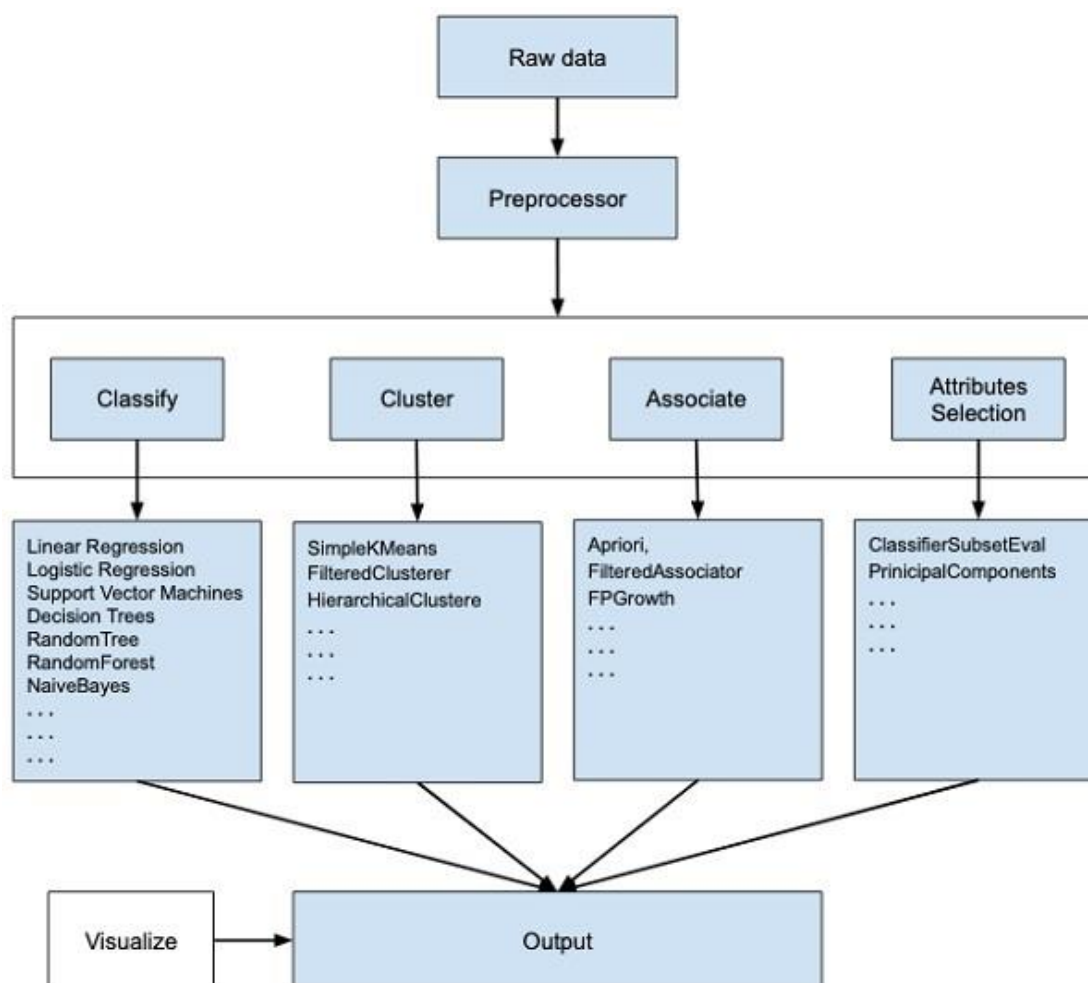 Raw data
Preprocessor
Classify
Cluster
Associate
Attributes
Selection
Linear Regression
Logistic Regression
Support Vector Machines
Decision Trees
RandomTree
RandomForest
NaiveBayes
. . .
. . .
. . .
SimpleKMeans
FilteredClusterer
HierarchicalClustere
. . .
. . .
. . .
Apriori,
FilteredAssociator
FPGrowth
. . .
. . .
. . .
ClassifierSubsetEval
PrinicipalComponents
. . .
. . .
. . .
Visualize
Output